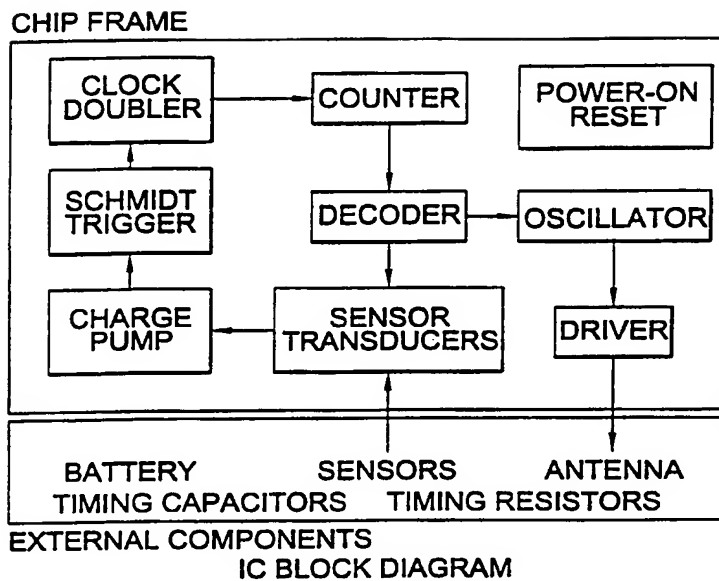 CHIP FRAME
CLOCK
DOUBLER
COUNTER
POWER-ON
RESET
SCHMIDT
TRIGGER
DECODER
OSCILLATOR
CHARGE
PUMP
SENSOR
TRANSDUCERS
DRIVER
BATTERY
SENSORS
ANTENNA
TIMING CAPACITORS
TIMING RESISTORS
EXTERNAL COMPONENTS
IC BLOCK DIAGRAM